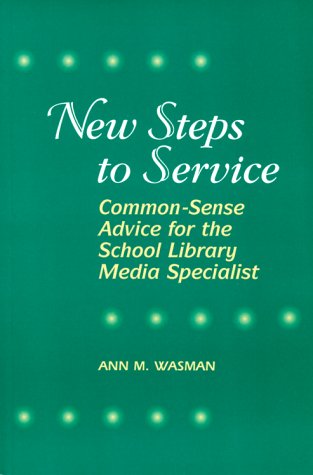 New Steps
to Service
Common-Sense
Advice for the
School Library
Media Specialist
ANN M. WASMAN